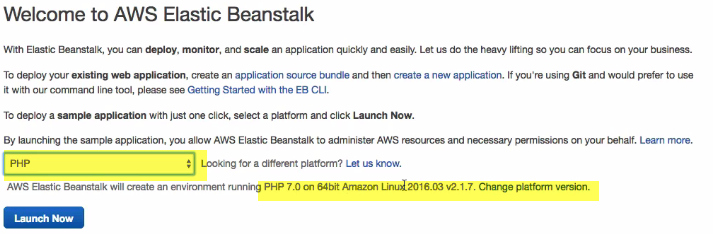 Welcome to AWS Elastic Beanstalk
With Elastic Beanstalk, you can deploy, monitor, and scale an application quickly and easily. Let us do the heavy lifting so you can focus on your business.
To deploy your existing web application, create an application source bundle and then create a new application. If you're using Git and would prefer to use
it with our command line tool, please see Getting Started with the EB CLI.
To deploy a sample application with just one click, select a platform and click Launch Now.
By launching the sample application, you allow AWS Elastic Beanstalk to administer AWS resources and necessary permissions on your behalf. Learn more.
PHP Looking for a different platform? Let us know.
AWS Elastic Beanstalk will create an environment running PHP 7.0 on 64bit Amazon Linux 2016.03 v2.1.7. Change platform version.
Launch Now